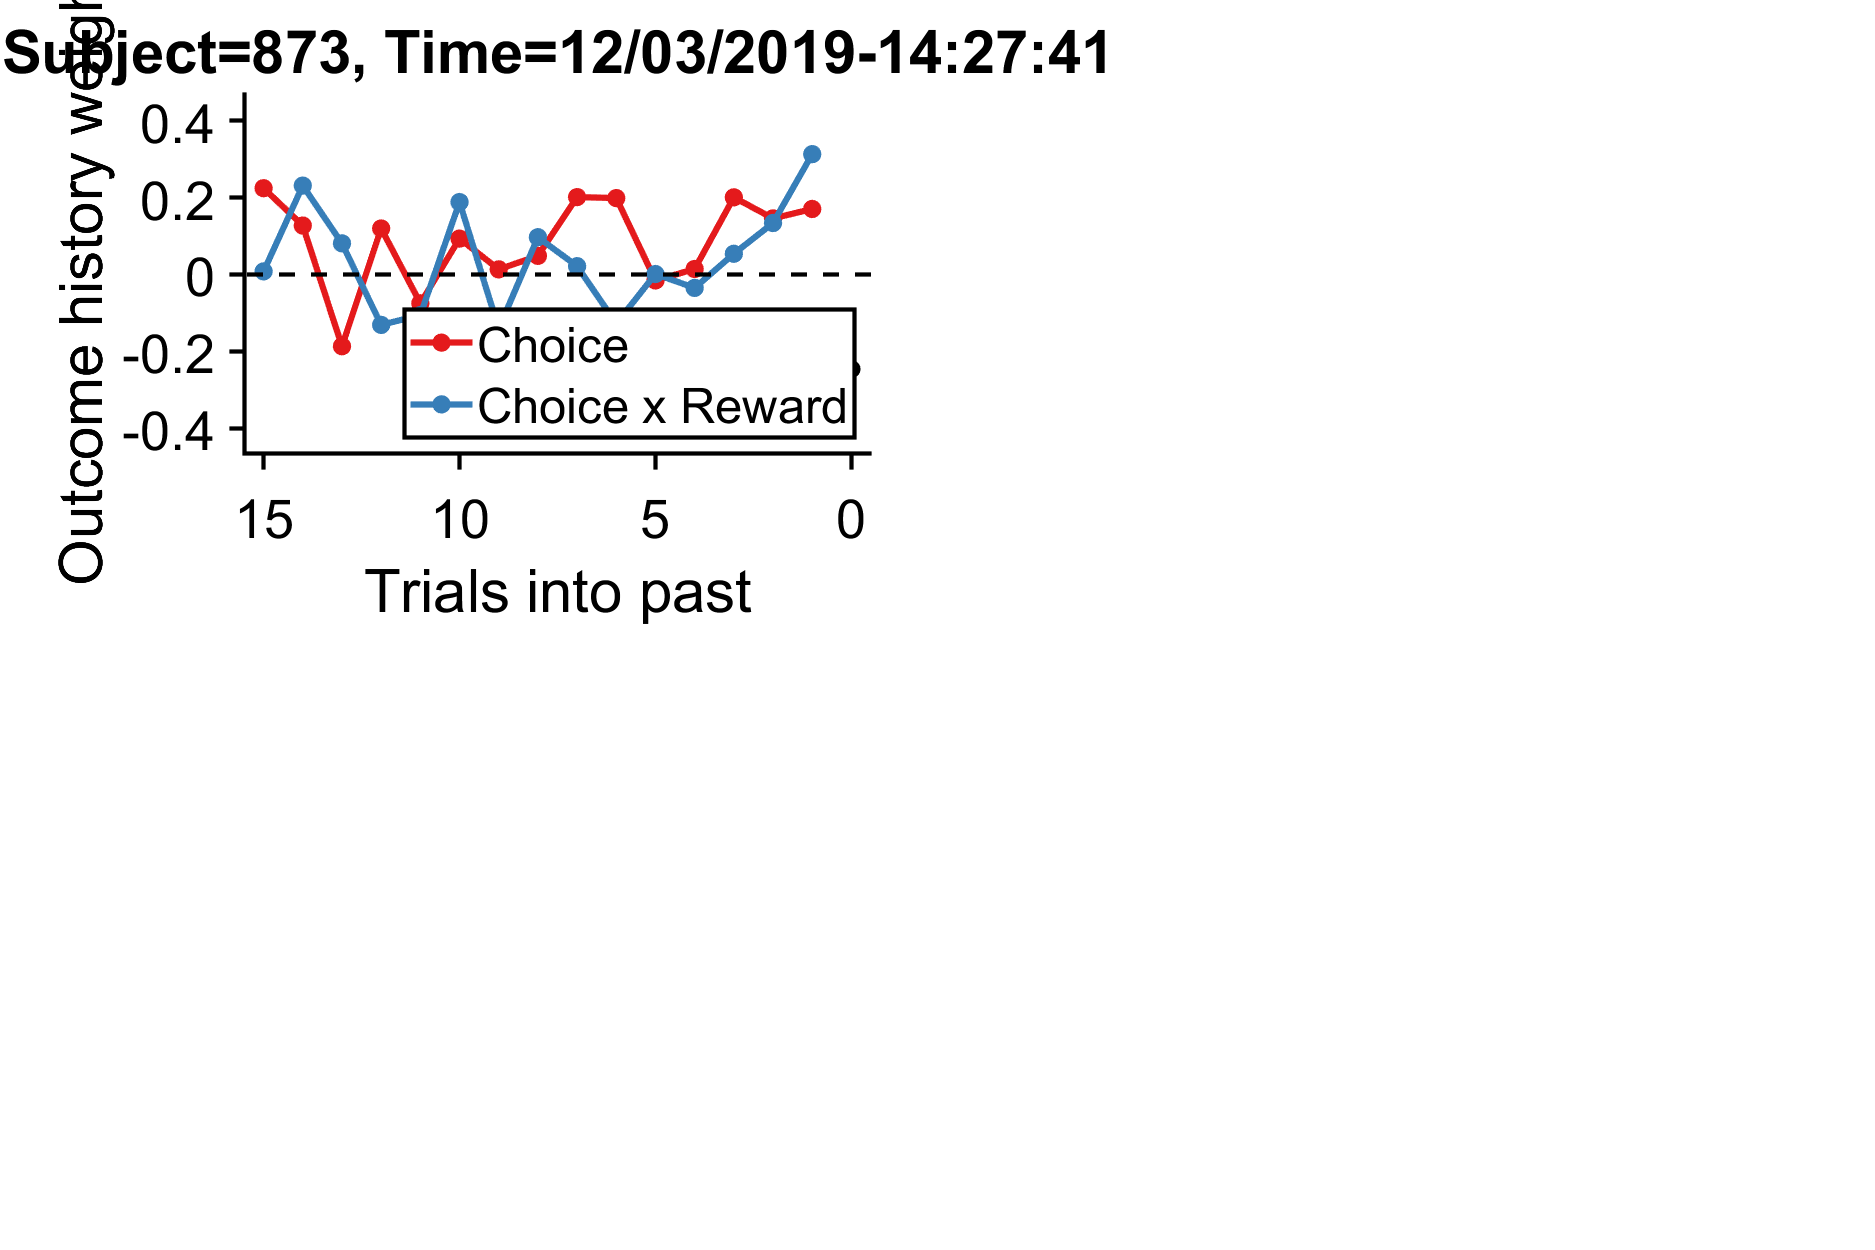 Subject=873, Time=12/03/2019-14:27:41
Outcome history
0.4
0.2
0
-0.2
-0.4
Choice
Choice x Reward
15 10 5 0
Trials into past